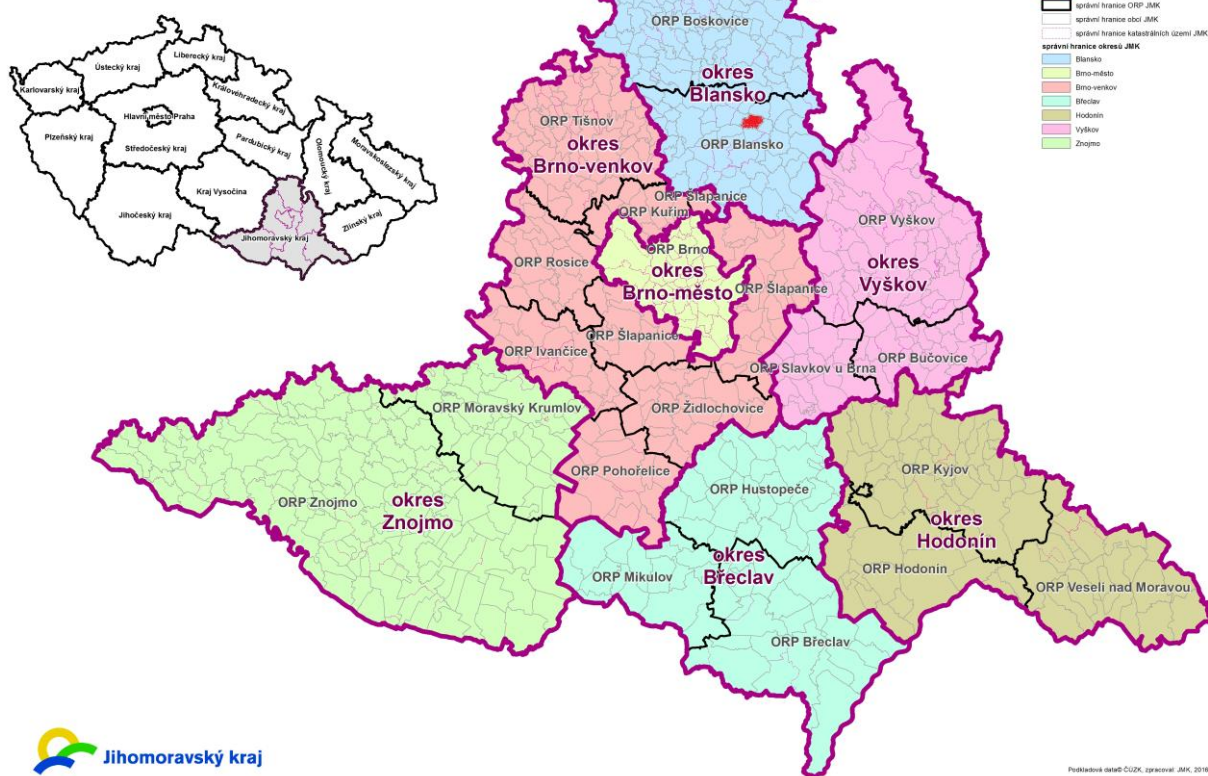 správní hranice ORP JMK
správní hranice obcí JMK
správní hranice katastrálních území JMK
správní hranice okresů JMK
Blansko
Brno-město
Brno-venkov
Břeclav
Hodonín
Vyškov
Znojmo
Karlovarský kraj
Ústecký kraj
Liberecký kraj
Královéhradecký kraj
Hlavní město Praha
Plzeňský kraj
Středočeský kraj
Pardubický kraj
Olomoucký kraj
Moravskoslezský kraj
Kraj Vysočina
Jihočeský kraj
Jihomoravský kraj
Zlínský kraj
ORP Boskovice
okres
Blansko
ORP Blansko
ORP Tišnov
okres
Brno-venkov
ORP Šlapanice
ORP Kuřim
ORP Brno
okres
Brno-město
ORP Rosice
ORP Šlapanice
ORP Vyškov
okres
Vyškov
ORP Šlapanice
ORP Ivančice
ORP Slavkov u Brna
ORP Bučovice
ORP Moravský Krumlov
ORP Židlochovice
ORP Pohořelice
ORP Hustopeče
ORP Kyjov
ORP Znojmo
okres
Znojmo
okres
Hodonín
okres
Břeclav
ORP Mikulov
ORP Hodonín
ORP Veselí nad Moravou
ORP Břeclav
Jihomoravský kraj
Podkladová data© ČÚZK, zpracoval: JMK, 2016